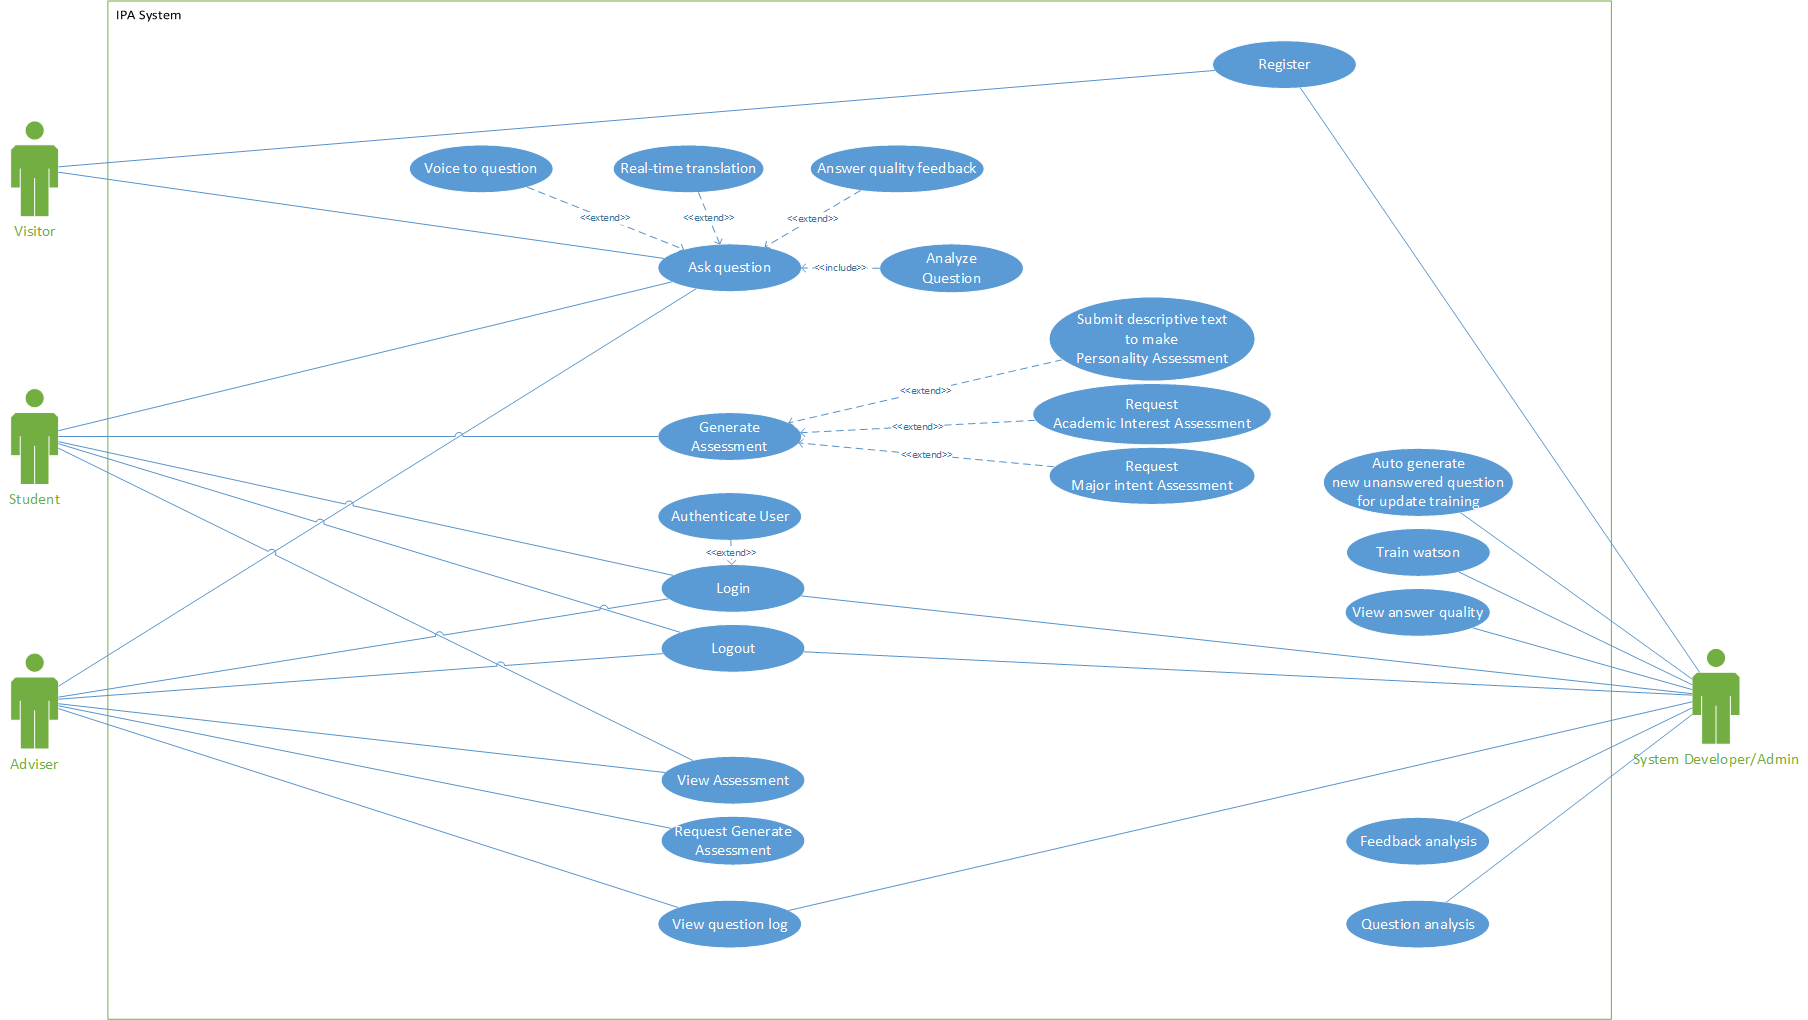 IPA System
Register
Voice to question
Real-time translation
Answer quality feedback
<<extend>>
<<extend>>
<<extend>>
Visitor
Ask question
<<include>>
Analyze
Question
Submit descriptive text
to make
Personality Assessment
<<extend>>
Request
Academic Interest Assessment
<<extend>>
Generate
Assessment
<<extend>>
Request
Major intent Assessment
Student
Auto generate
new unanswered question
for update training
Authenticate User
<<extend>>
Train watson
Login
View answer quality
Logout
Adviser
System Developer/Admin
View Assessment
Request Generate
Assessment
Feedback analysis
View question log
Question analysis